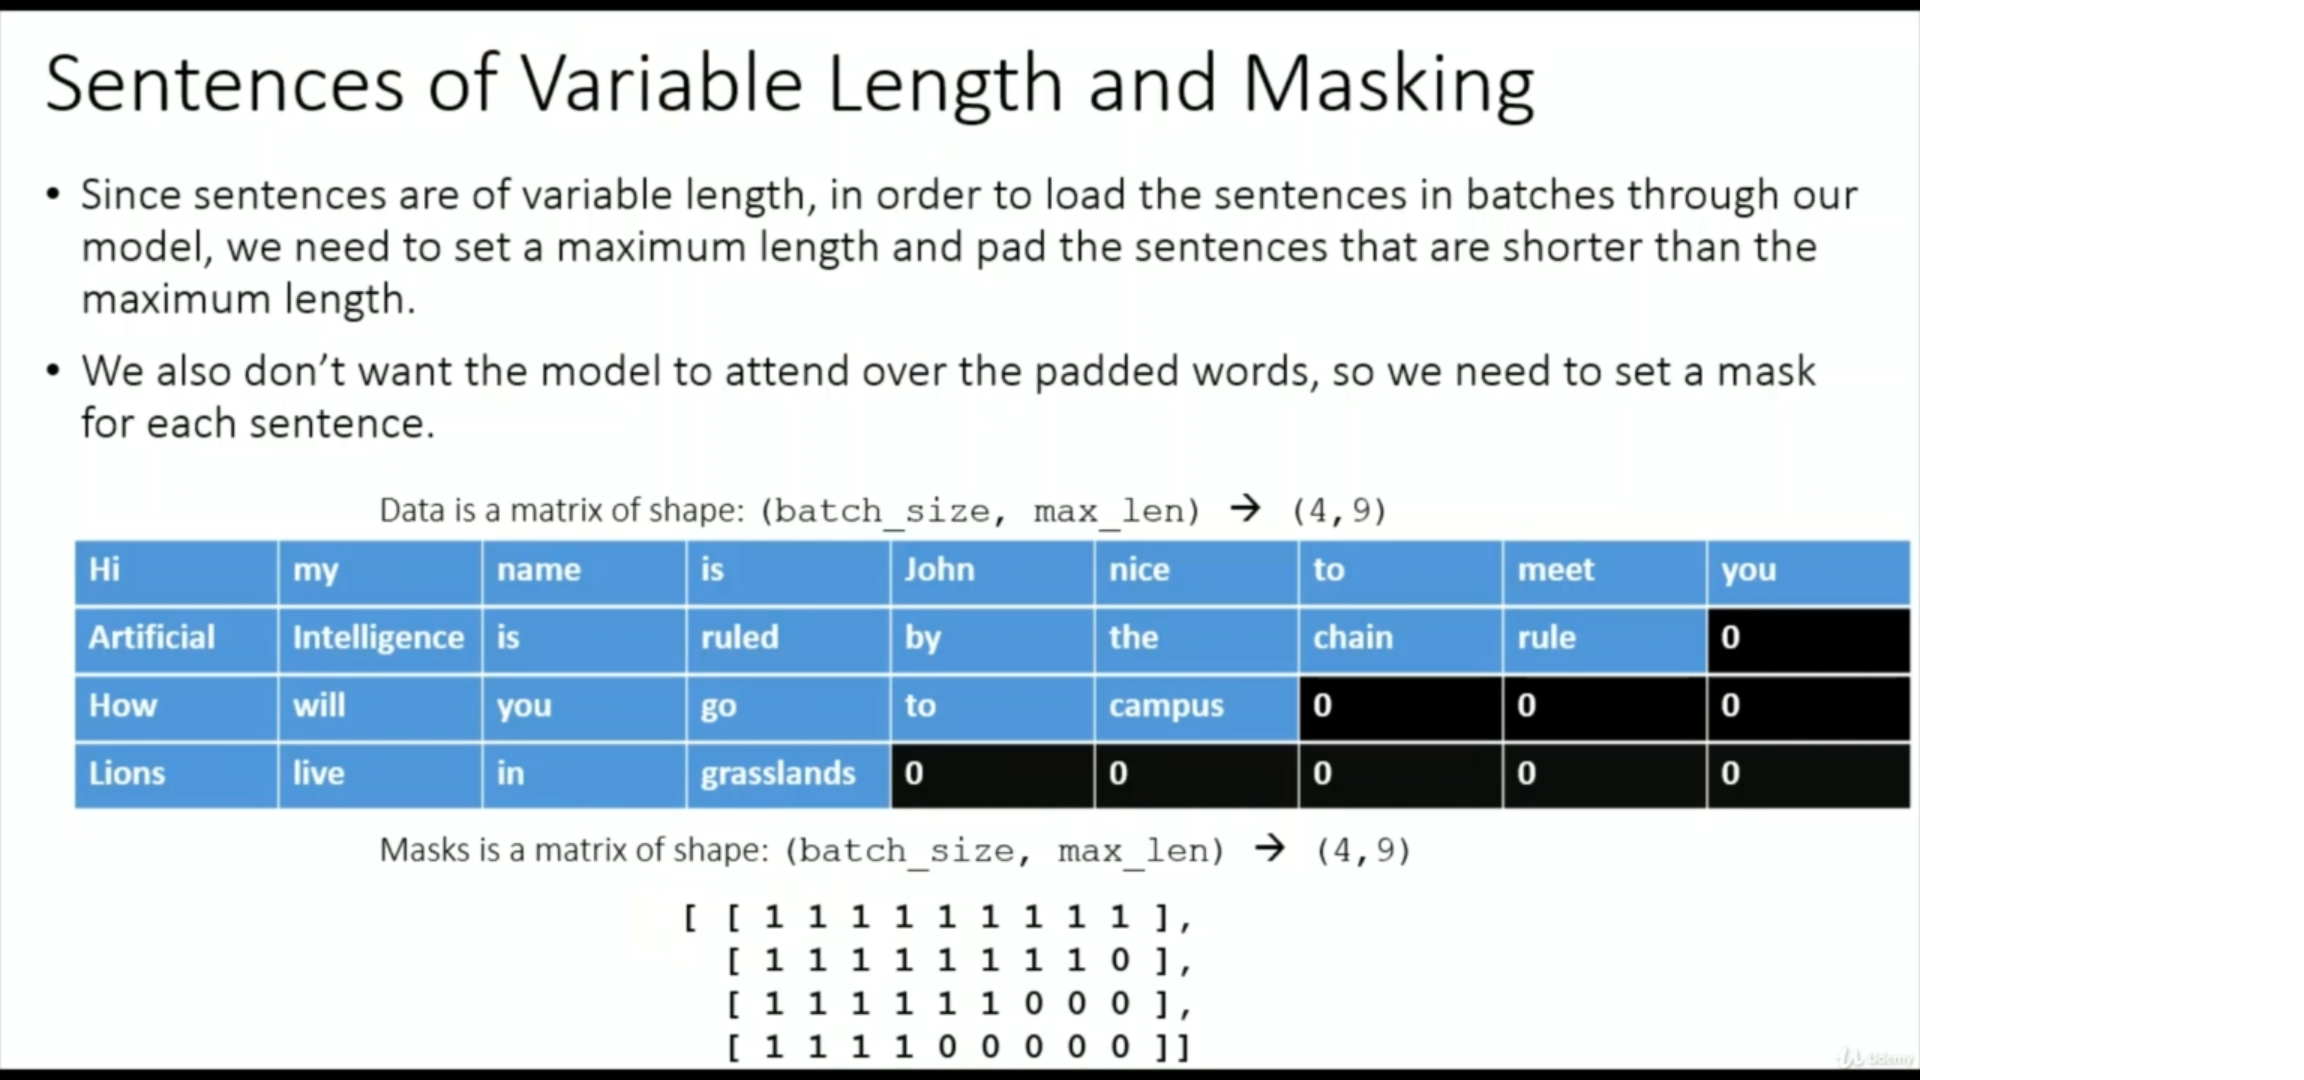 Sentences of Variable Length and Masking
• Since sentences are of variable length, in order to load the sentences in batches through our
model, we need to set a maximum length and pad the sentences that are shorter than the
maximum length.
• We also don’t want the model to attend over the padded words, so we need to set a mask
for each sentence.
Data is a matrix of shape: (batch_size, max_len) → (4,9)
Hi my name is John nice to meet you
Artificial Intelligence is ruled by the chain rule 0
How will you go to campus 0 0 0
Lions live in grasslands 0 0 0 0 0
Masks is a matrix of shape: (batch_size, max_len) → (4,9)
[ [ 1 1 1 1 1 1 1 1 1 ],
[ 1 1 1 1 1 1 1 1 0 ],
[ 1 1 1 1 1 1 0 0 0 ],
[ 1 1 1 1 0 0 0 0 0 ]]
Udemy